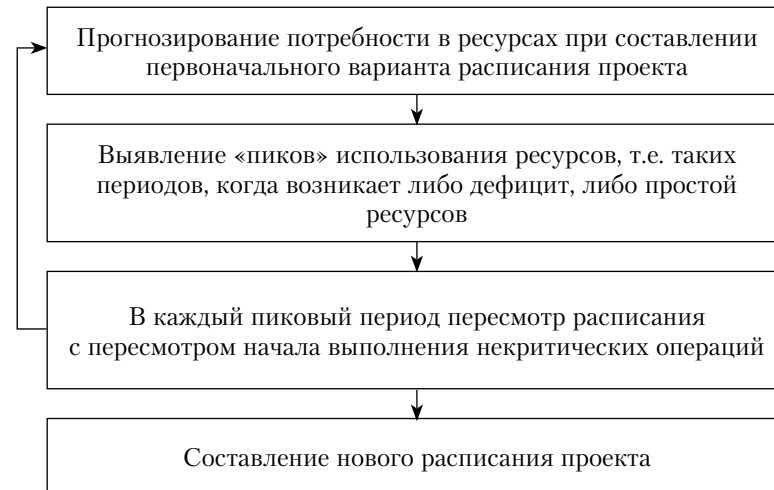 Прогнозирование потребности в ресурсах при составлении
первоначального варианта расписания проекта
Выявление «пиков» использования ресурсов, т.е. таких
периодов, когда возникает либо дефицит, либо простой
ресурсов
В каждый пиковый период пересмотр расписания
с пересмотром начала выполнения некритических операций
Составление нового расписания проекта